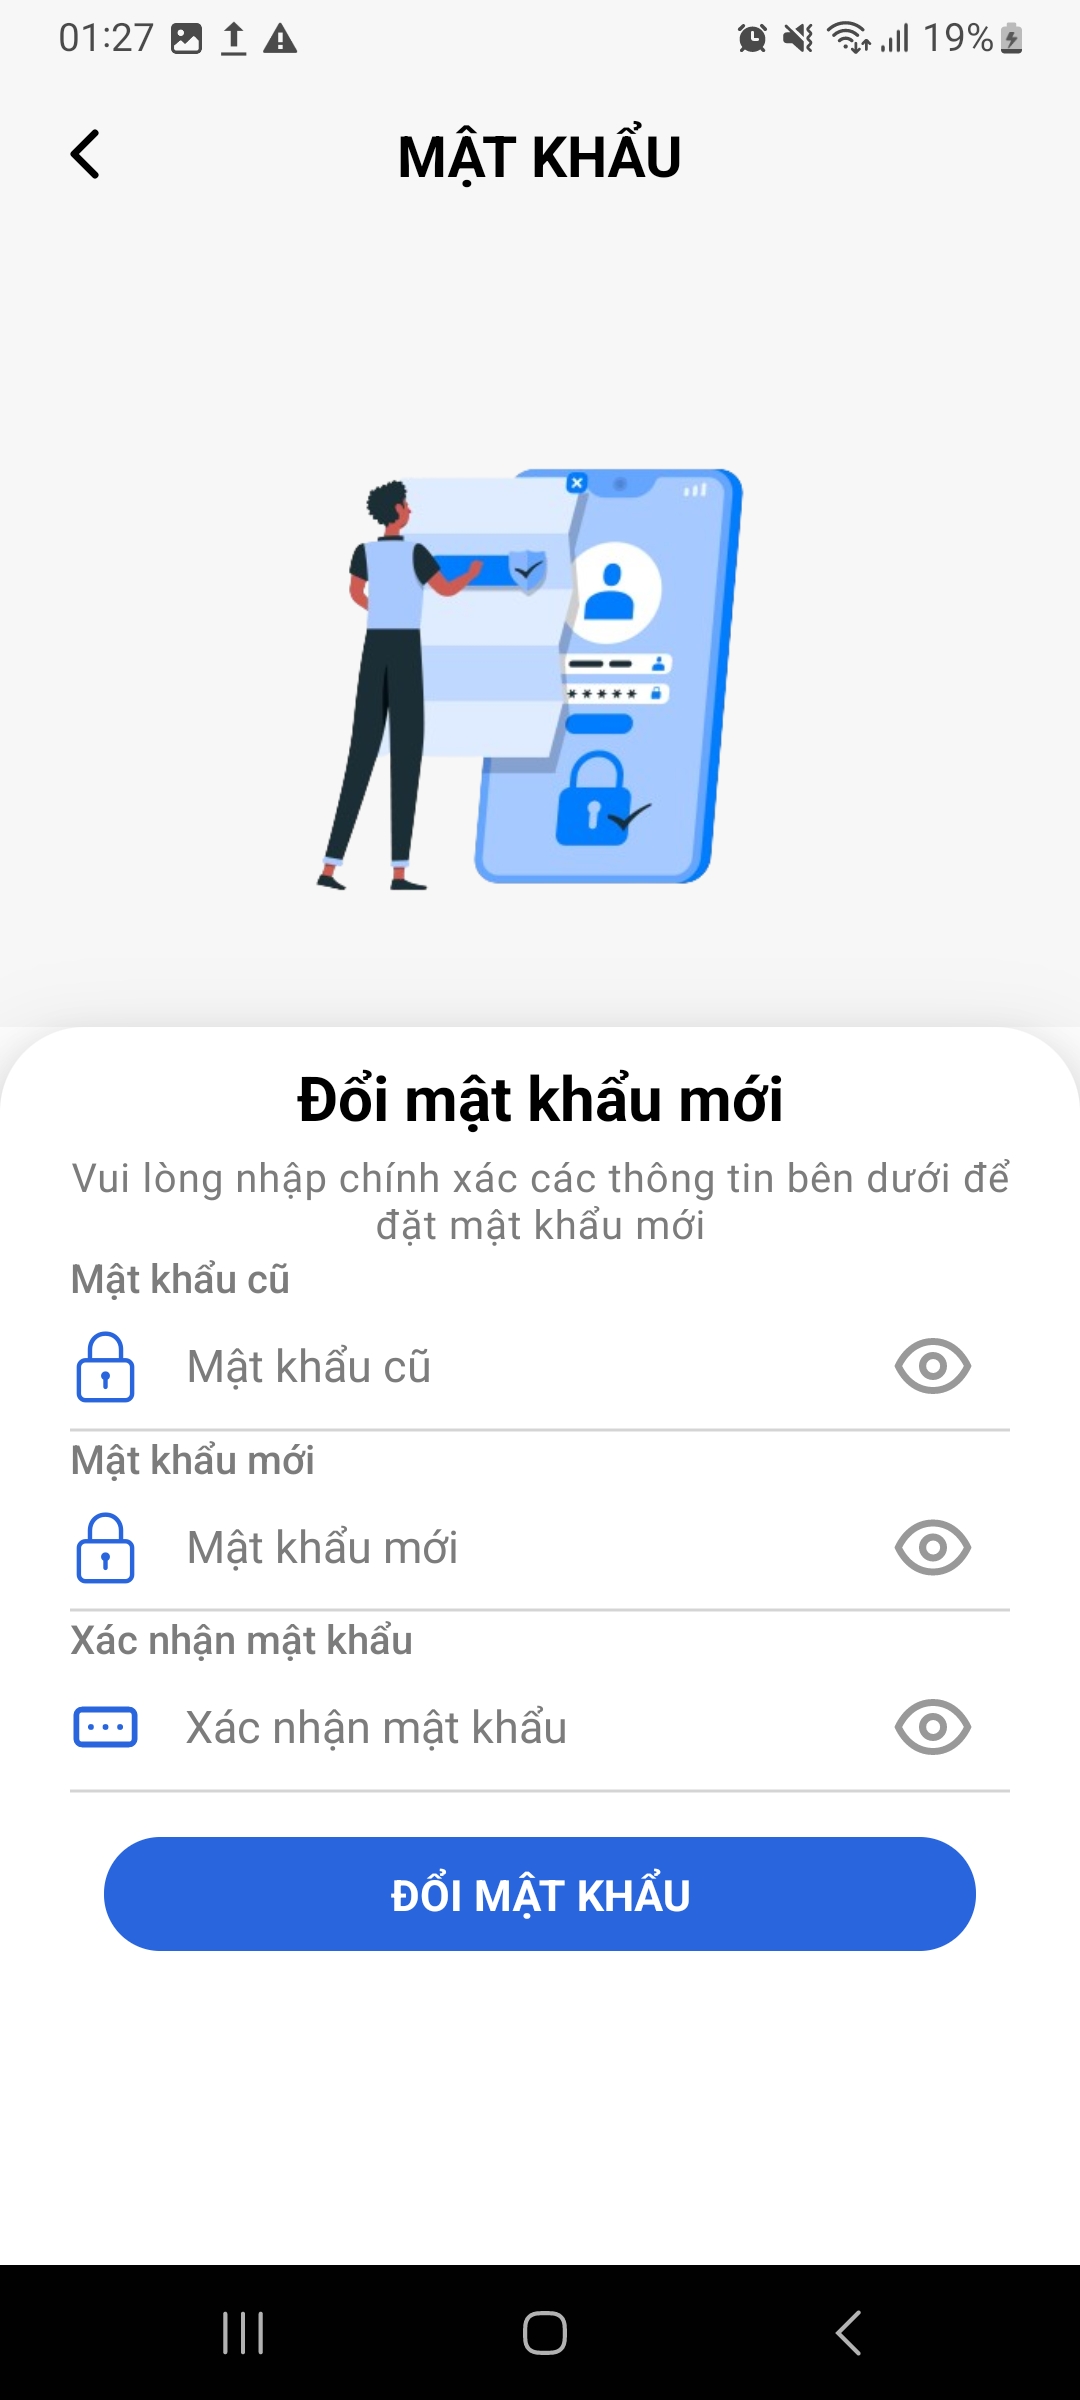 01:27
19%
MẬT KHẨU
*****
Đổi mật khẩu mới
Vui lòng nhập chính xác các thông tin bên dưới để
đặt mật khẩu mới
Mật khẩu cũ
Mật khẩu cũ
Mật khẩu mới
Mật khẩu mới
Xác nhận mật khẩu
Xác nhận mật khẩu
ĐỔI MẬT KHẨU